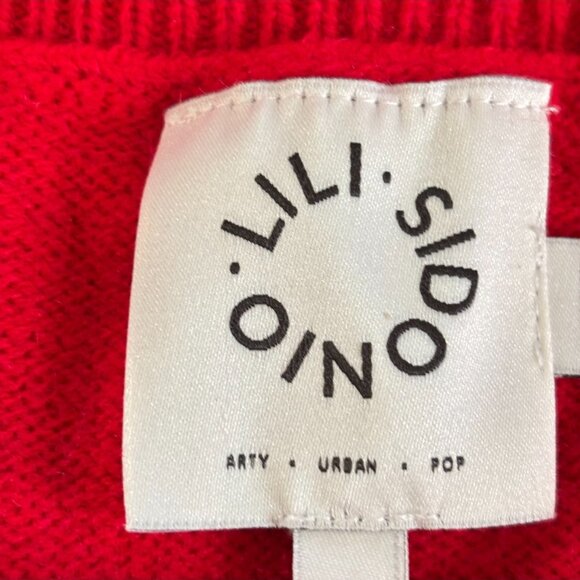 LILI · SIDONIO ·
ARTY · URBAN · POP